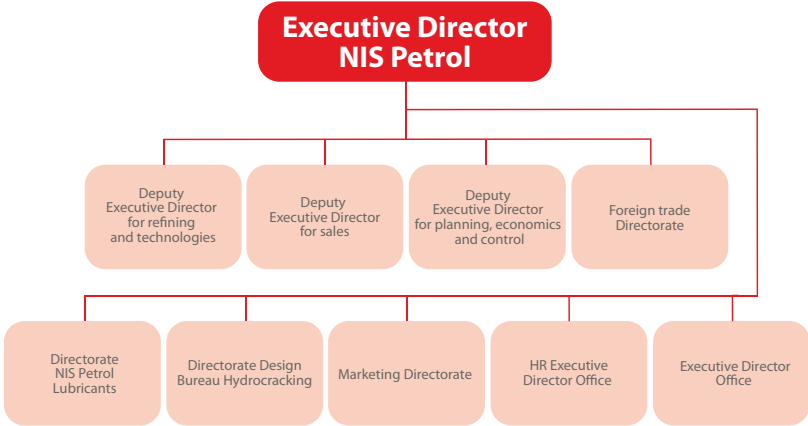 Executive Director
NIS Petrol
Deputy
Executive Director
for refining
and technologies
Deputy
Executive Director
for sales
Deputy
Executive Director
for planning, economics
and control
Foreign trade
Directorate
Directorate
NIS Petrol
Lubricants
Directorate Design
Bureau Hydrocracking
Marketing Directorate
HR Executive
Director Office
Executive Director
Office